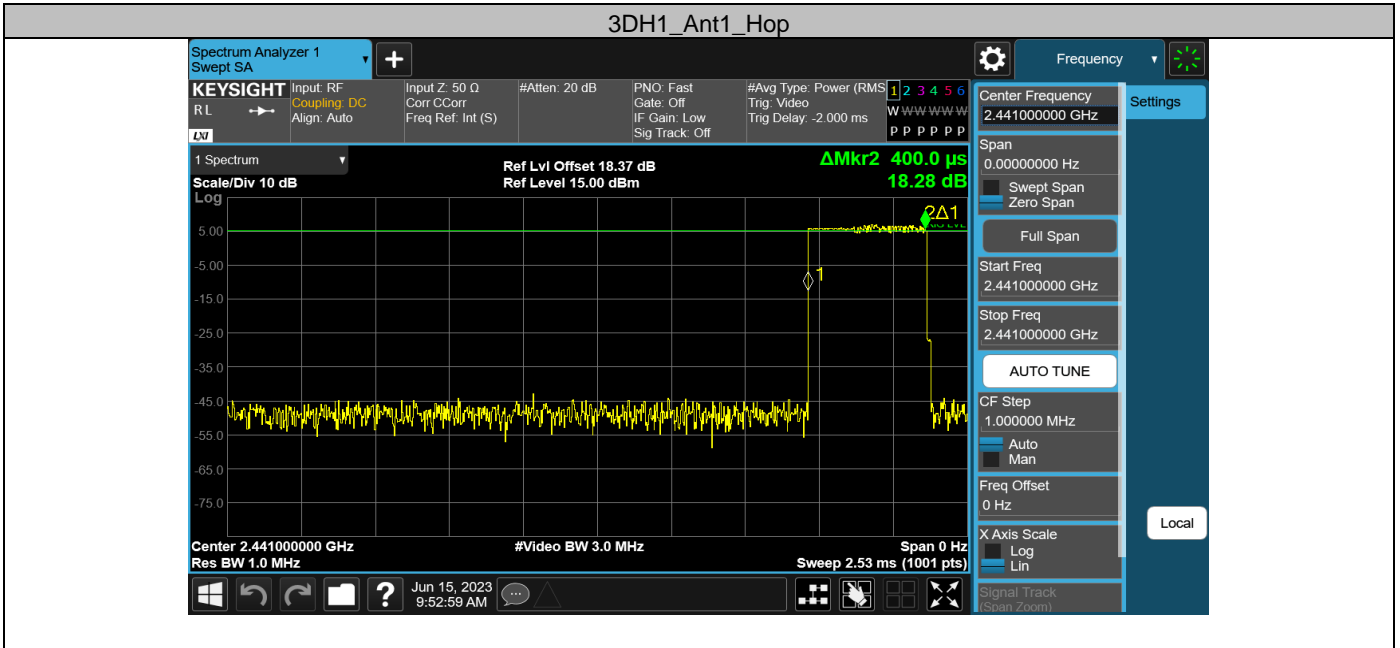 3DH1_Ant1_Hop
Spectrum Analyzer 1
Swept SA
Frequency
KEYSIGHT
RL
LXI
Input: RF
Coupling: DC
Align: Auto
Input Z: 50 Ω
Corr CCorr
Freq Ref: Int (S)
#Atten: 20 dB
PNO: Fast
Gate: Off
IF Gain: Low
Sig Track: Off
#Avg Type: Power (RMS
Trig: Video
Trig Delay: -2.000 ms
1 2 3 4 5 6
W W W W W W
P P P P P P
1 Spectrum
Scale/Div 10 dB
Log
Ref Lvl Offset 18.37 dB
Ref Level 15.00 dBm
ΔMkr2 400.0 μs
18.28 dB
2Δ1
1
5.00
-5.00
-15.0
-25.0
-35.0
-45.0
-55.0
-65.0
-75.0
Center 2.441000000 GHz
Res BW 1.0 MHz
#Video BW 3.0 MHz
Span 0 Hz
Sweep 2.53 ms (1001 pts)
Center Frequency
2.441000000 GHz
Span
0.00000000 Hz
Swept Span
Zero Span
Full Span
Start Freq
2.441000000 GHz
Stop Freq
2.441000000 GHz
AUTO TUNE
CF Step
1.000000 MHz
Auto
Man
Freq Offset
0 Hz
X Axis Scale
Log
Lin
Signal Track
(Span Zoom)
Settings
Local
?
Jun 15, 2023
9:52:59 AM